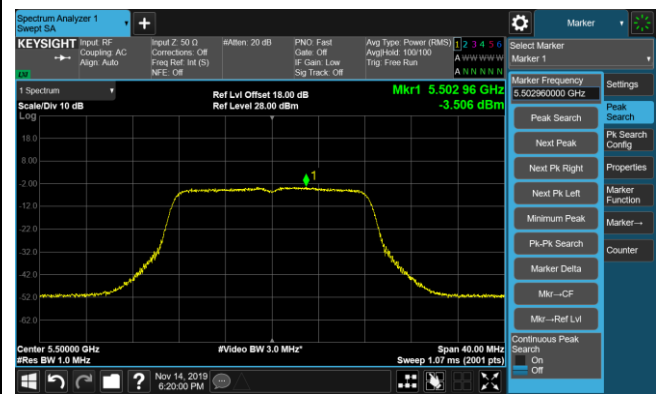 Spectrum Analyzer 1
Swept SA
+
Marker
KEYSIGHT
Input: RF
Coupling: AC
Align: Auto
Input Z: 50 Ω
Corrections: Off
Freq Ref: Int (S)
NFE: Off
#Atten: 20 dB
PNO: Fast
Gate: Off
IF Gain: Low
Sig Track: Off
Avg Type: Power (RMS)
Avg|Hold: 100/100
Trig: Free Run
1 2 3 4 5 6
A W W W W W
A N N N N N
LXI
Select Marker
Marker 1
1 Spectrum
Scale/Div 10 dB
Log
Ref Lvl Offset 18.00 dB
Ref Level 28.00 dBm
Mkr1 5.502 96 GHz
-3.506 dBm
18.0
8.00
-2.00
-12.0
-22.0
-32.0
-42.0
-52.0
-62.0
1
Center 5.50000 GHz
#Res BW 1.0 MHz
#Video BW 3.0 MHz*
Span 40.00 MHz
Sweep 1.07 ms (2001 pts)
Marker Frequency
5.502960000 GHz
Peak Search
Next Peak
Next Pk Right
Next Pk Left
Minimum Peak
Pk-Pk Search
Marker Delta
Mkr→CF
Mkr→Ref Lvl
Continuous Peak
Search
On
Off
Settings
Peak
Search
Pk Search
Config
Properties
Marker
Function
Marker→
Counter
?
Nov 14, 2019
6:20:00 PM